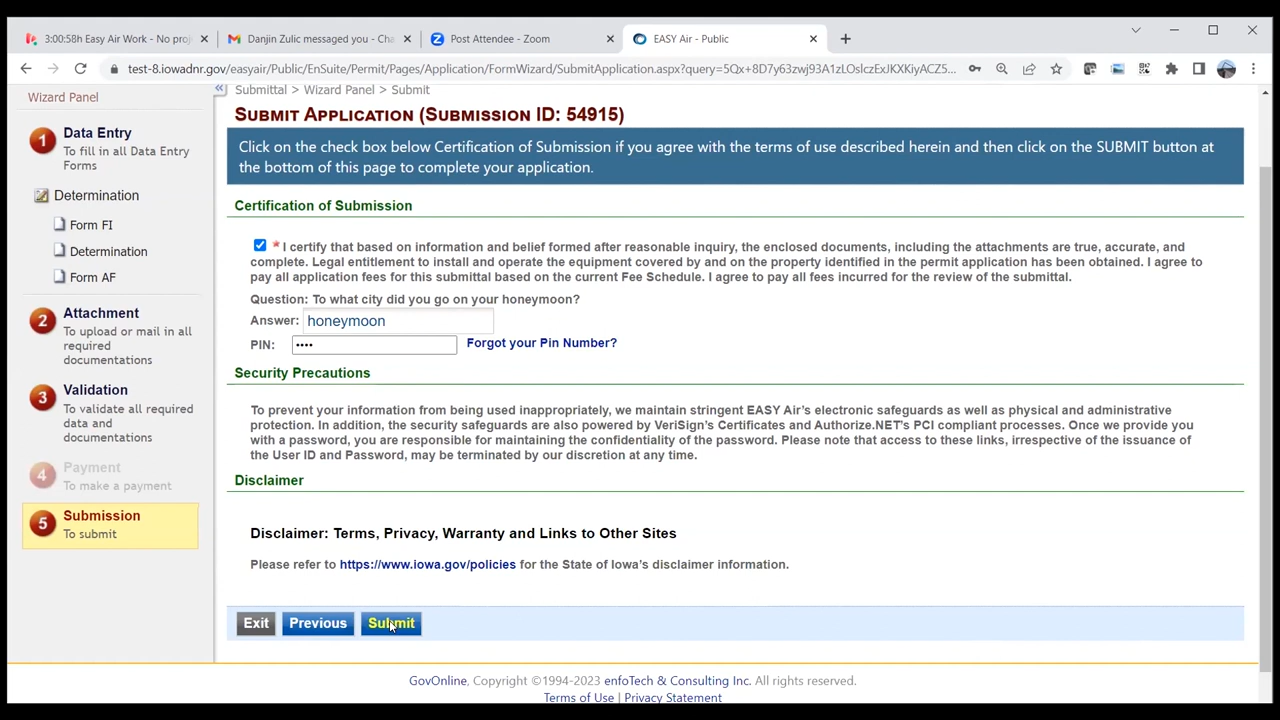 3:00:58h Easy Air Work - No proj
Danjin Zulic messaged you - Cha
Post Attendee - Zoom
EASY Air - Public
test-8.iowadnr.gov/easyair/Public/EnSuite/Permit/Pages/Application/FormWizard/SubmitApplication.aspx?query=5Qx+8D7y63zwj93A1zLOslczExJKXKiyACZ5...
Wizard Panel
Submittal > Wizard Panel > Submit
SUBMIT APPLICATION (SUBMISSION ID: 54915)
Click on the check box below Certification of Submission if you agree with the terms of use described herein and then click on the SUBMIT button at
the bottom of this page to complete your application.
1 Data Entry
To fill in all Data Entry
Forms
Determination
Form FI
Determination
Form AF
2 Attachment
To upload or mail in all
required
documentations
3 Validation
To validate all required
data and
documentations
4 Payment
To make a payment
5 Submission
To submit
Certification of Submission
* I certify that based on information and belief formed after reasonable inquiry, the enclosed documents, including the attachments are true, accurate, and
complete. Legal entitlement to install and operate the equipment covered by and on the property identified in the permit application has been obtained. I agree to
pay all application fees for this submittal based on the current Fee Schedule. I agree to pay all fees incurred for the review of the submittal.
Question: To what city did you go on your honeymoon?
Answer: honeymoon
PIN: •••• Forgot your Pin Number?
Security Precautions
To prevent your information from being used inappropriately, we maintain stringent EASY Air's electronic safeguards as well as physical and administrative
protection. In addition, the security safeguards are also powered by VeriSign's Certificates and Authorize.NET's PCI compliant processes. Once we provide you
with a password, you are responsible for maintaining the confidentiality of the password. Please note that access to these links, irrespective of the issuance of
the User ID and Password, may be terminated by our discretion at any time.
Disclaimer
Disclaimer: Terms, Privacy, Warranty and Links to Other Sites
Please refer to https://www.iowa.gov/policies for the State of Iowa's disclaimer information.
Exit Previous Submit
GovOnline, Copyright ©1994-2023 enfoTech & Consulting Inc. All rights reserved.
Terms of Use | Privacy Statement